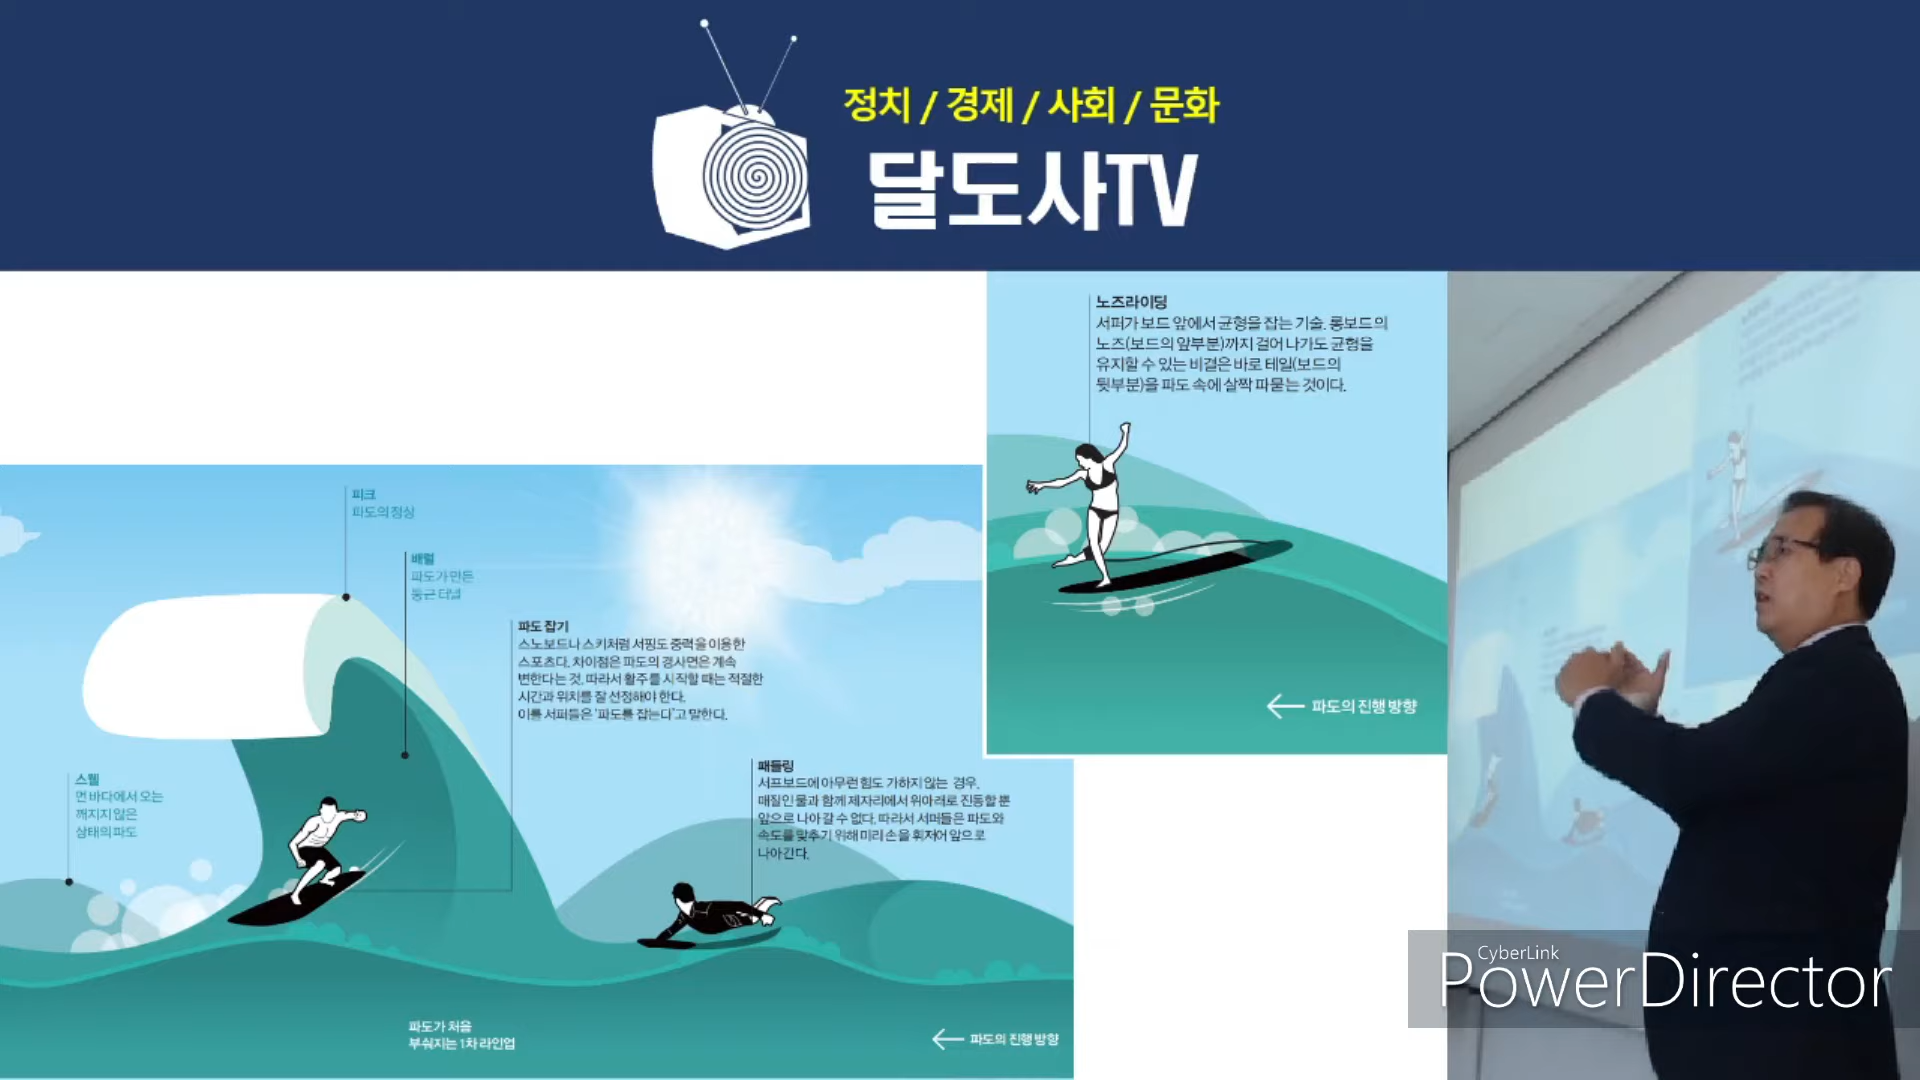 정치 / 경제 / 사회 / 문화
달도사TV
노즈라이딩
서퍼가 보드 앞에서 균형을 잡는 기술. 롱보드의
노즈(보드의 앞부분)까지 걸어 나가도 균형을
유지할 수 있는 비결은 바로 테일(보드의
뒷부분)을 파도 속에 살짝 파묻는 것이다.
파도의 진행 방향
피크
파도의 정상
배럴
파도가 만든
둥근 터널
파도 잡기
스노보드나 스키처럼 서핑도 중력을 이용한
스포츠다. 차이점은 파도의 경사면은 계속
변한다는 것. 따라서 활주를 시작할 때는 적절한
시간과 위치를 잘 선정해야 한다.
이를 서퍼들은 '파도를 잡는다'고 말한다.
패들링
서프보드에 아무런 힘도 가하지 않는 경우,
매질인 물과 함께 제자리에서 위아래로 진동할 뿐
앞으로 나아갈 수 없다. 따라서 서퍼들은 파도와
속도를 맞추기 위해 미리 손을 휘저어 앞으로
나아간다.
스웰
먼 바다에서 오는
깨지지 않은
상태의 파도
파도가 처음
부숴지는 1차 라인업
파도의 진행 방향
CyberLink
PowerDirector